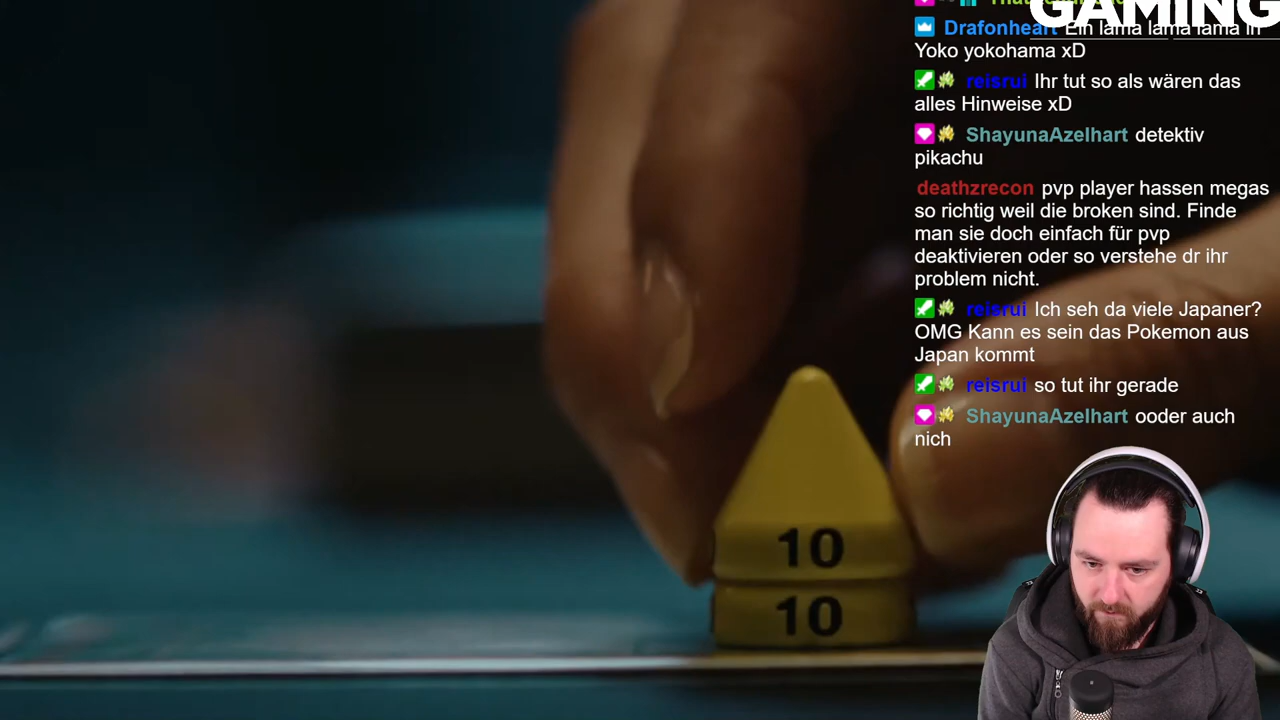 GAMING
Drafonheart Ein lama lama lama in
Yoko yokohama xD
reisrui Ihr tut so als wären das
alles Hinweise xD
ShayunaAzelhart detektiv
pikachu
deathzrecon pvp player hassen megas
so richtig weil die broken sind. Finde
man sie doch einfach für pvp
deaktivieren oder so verstehe dr ihr
problem nicht.
reisrui Ich seh da viele Japaner?
OMG Kann es sein das Pokemon aus
Japan kommt
reisrui so tut ihr gerade
ShayunaAzelhart ooder auch
nich
10
10